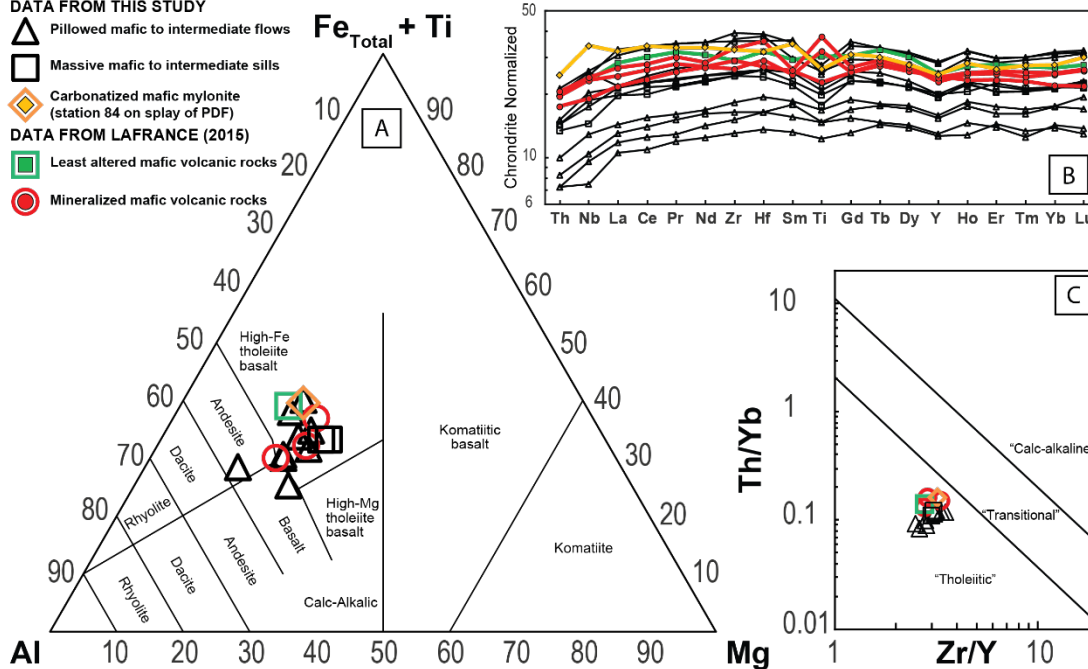 DATA FROM THIS STUDY
Pillowed mafic to intermediate flows
Massive mafic to intermediate sills
Carbonatized mafic mylonite
(station 84 on splay of PDF)
DATA FROM LAFRANCE (2015)
Least altered mafic volcanic rocks
Mineralized mafic volcanic rocks
Fe Total + Ti
A
10
20
30
40
50
60
70
80
90
90
80
70
60
50
40
30
20
10
High-Fe
tholeiite
basalt
Andesite
Dacite
Rhyolite
Komatiitic
basalt
High-Mg
tholeiite
basalt
Basalt
Andesite
Dacite
Rhyolite
Calc-Alkalic
Komatiite
Al
10 20 30 40 50 60 70 80 90
Mg
50
10
6
Chrondrite Normalized
B
Th Nb La Ce Pr Nd Zr Hf Sm Ti Gd Tb Dy Y Ho Er Tm Yb Lu
C
10
1
0.1
0.01
Th/Yb
"Calc-alkaline"
"Transitional"
"Tholeiitic"
1 10
Zr/Y